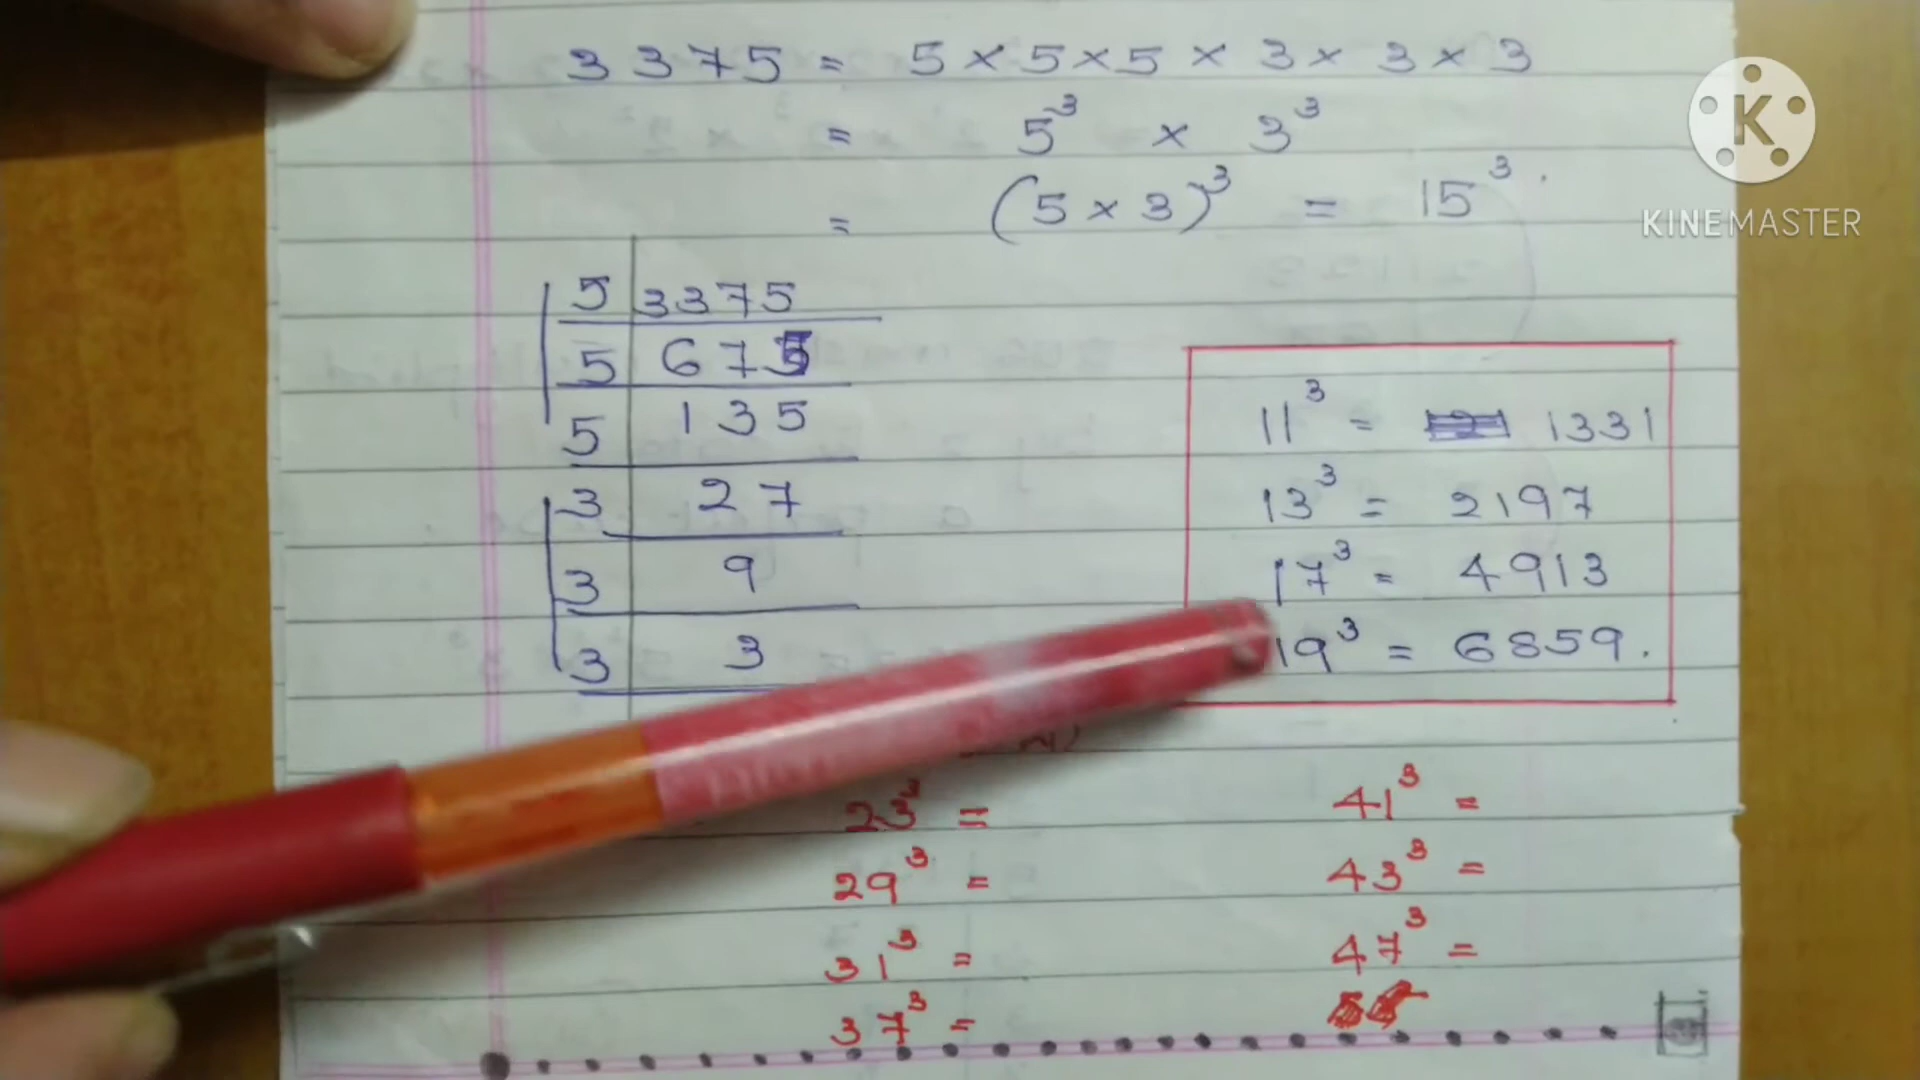 3375 = 5 × 5 × 5 × 3 × 3 × 3
= 5³ × 3³
= (5 × 3)³ = 15³.
K
KINEMASTER
5 3375
5 675
5 135
3 27
3 9
3 3
11³ = 1331
13³ = 2197
17³ = 4913
19³ = 6859.
23³ =
29³ =
31³ =
37³ =
41³ =
43³ =
47³ =